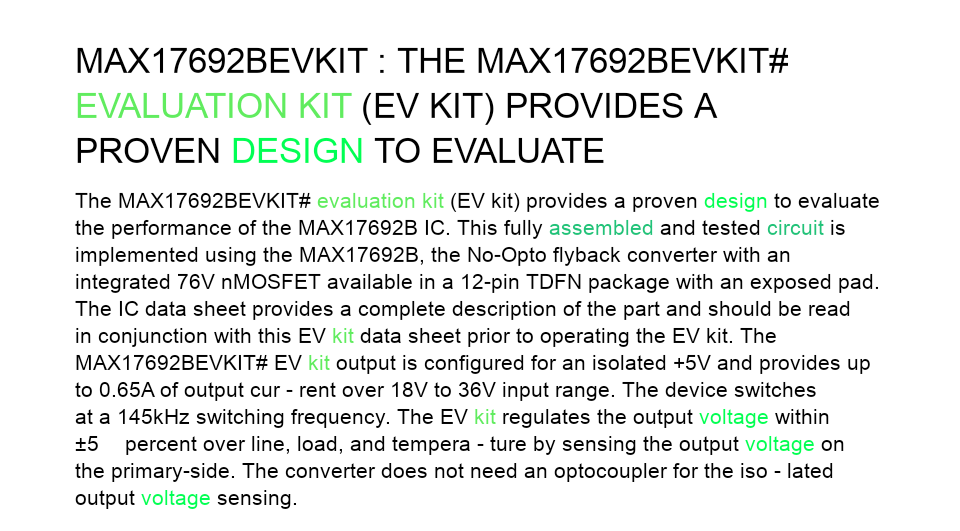 MAX17692BEVKIT : THE MAX17692BEVKIT#
EVALUATION KIT (EV KIT) PROVIDES A
PROVEN DESIGN TO EVALUATE
The MAX17692BEVKIT# evaluation kit (EV kit) provides a proven design to evaluate
the performance of the MAX17692B IC. This fully assembled and tested circuit is
implemented using the MAX17692B, the No-Opto flyback converter with an
integrated 76V nMOSFET available in a 12-pin TDFN package with an exposed pad.
The IC data sheet provides a complete description of the part and should be read
in conjunction with this EV kit data sheet prior to operating the EV kit. The
MAX17692BEVKIT# EV kit output is configured for an isolated +5V and provides up
to 0.65A of output cur - rent over 18V to 36V input range. The device switches
at a 145kHz switching frequency. The EV kit regulates the output voltage within
±5 percent over line, load, and tempera - ture by sensing the output voltage on
the primary-side. The converter does not need an optocoupler for the iso - lated
output voltage sensing.